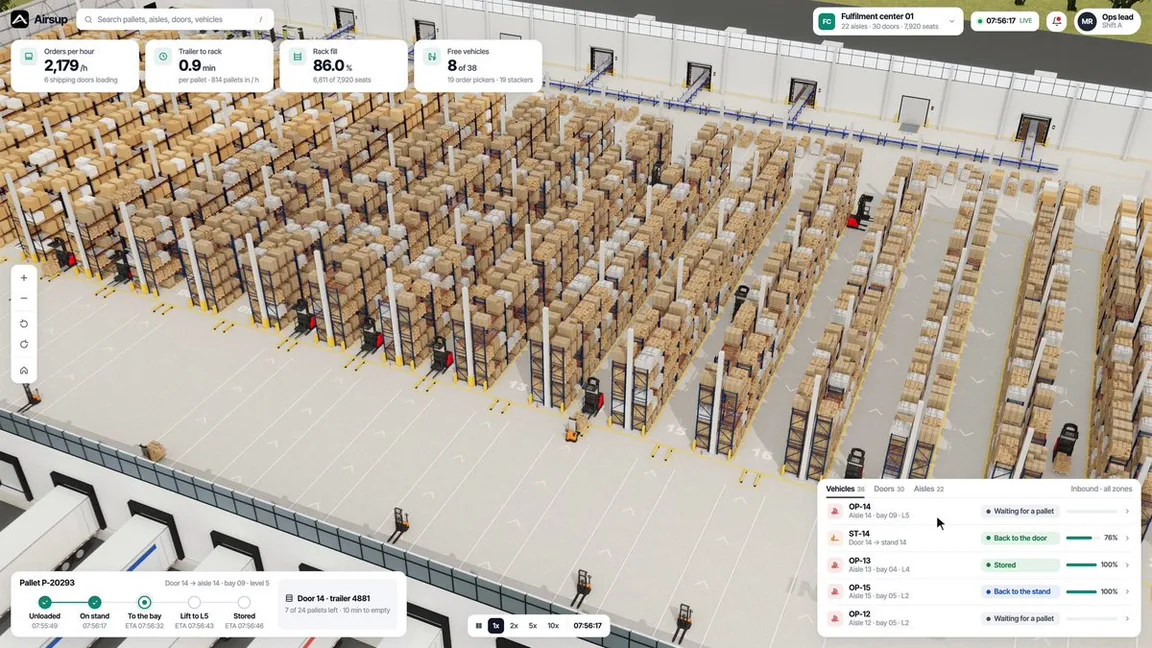 Airsup
Search pallets, aisles, doors, vehicles
/
FC
Fulfilment center 01
22 aisles · 30 doors · 7,920 seats
07:56:17 LIVE
MR
Ops lead
Shift A
Orders per hour
2,179 /h
6 shipping doors loading
Trailer to rack
0.9 min
per pallet · 814 pallets in / h
Rack fill
86.0 %
6,811 of 7,920 seats
Free vehicles
8 of 38
19 order pickers · 19 stackers
13
15
16
Vehicles 38
Doors 30
Aisles 22
Inbound · all zones
OP-14
Aisle 14 · bay 09 · L5
Waiting for a pallet
ST-14
Door 14 → stand 14
Back to the door
76%
OP-13
Aisle 13 · bay 04 · L4
Stored
100%
OP-15
Aisle 15 · bay 05 · L2
Back to the stand
100%
OP-12
Aisle 12 · bay 05 · L2
Waiting for a pallet
Pallet P-20293
Door 14 → aisle 14 · bay 09 · level 5
Unloaded
07:55:49
On stand
07:56:17
To the bay
ETA 07:56:32
Lift to L5
ETA 07:56:43
Stored
ETA 07:56:46
Door 14 · trailer 4881
7 of 24 pallets left · 10 min to empty
1x
2x
5x
10x
07:56:17